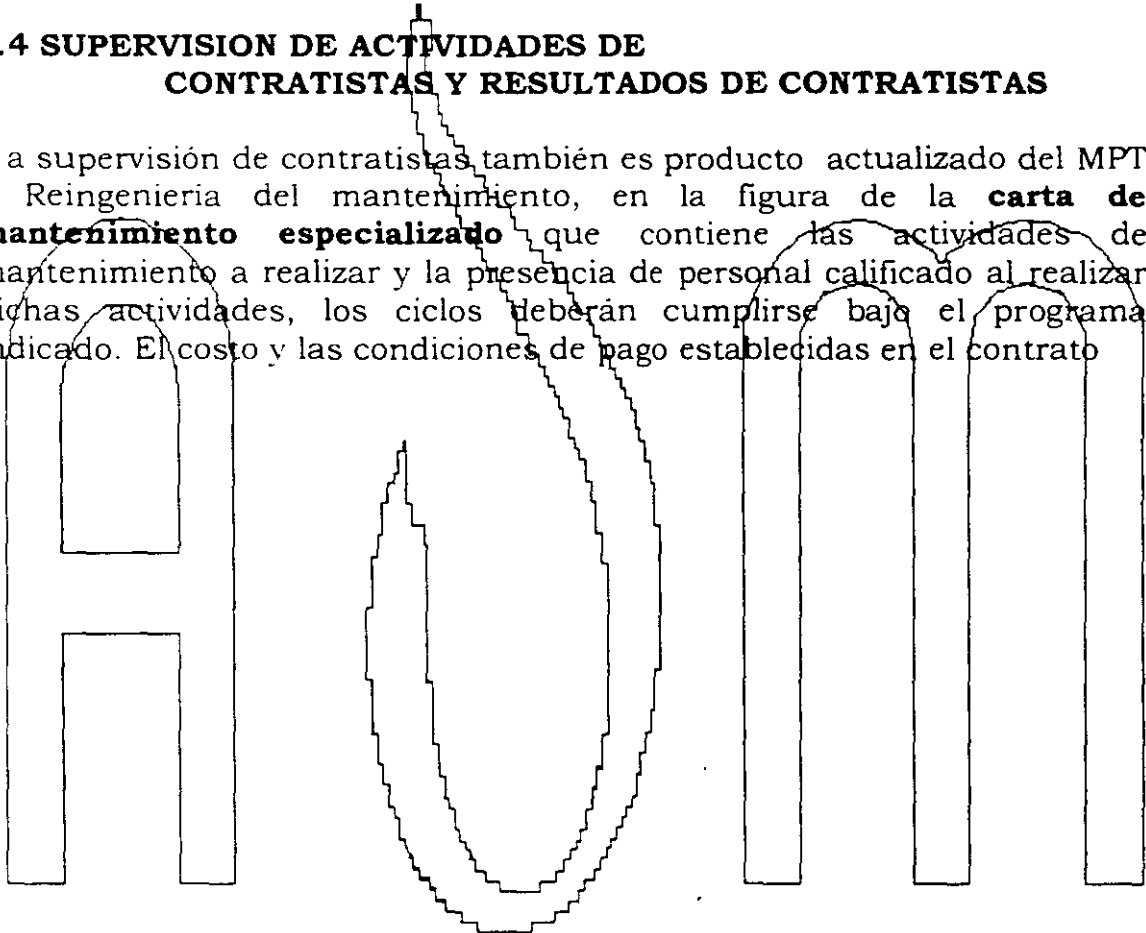 .4 SUPERVISION DE ACTIVIDADES DE
CONTRATISTAS Y RESULTADOS DE CONTRATISTAS
a supervisión de contratistas también es producto actualizado del MPT
Reingenieria del mantenimiento, en la figura de la carta de
mantenimiento especializado que contiene las actividades de
mantenimiento a realizar y la presencia de personal calificado al realizar
dichas actividades, los ciclos deberán cumplirse bajo el programa
indicado. El costo y las condiciones de pago establecidas en el contrato